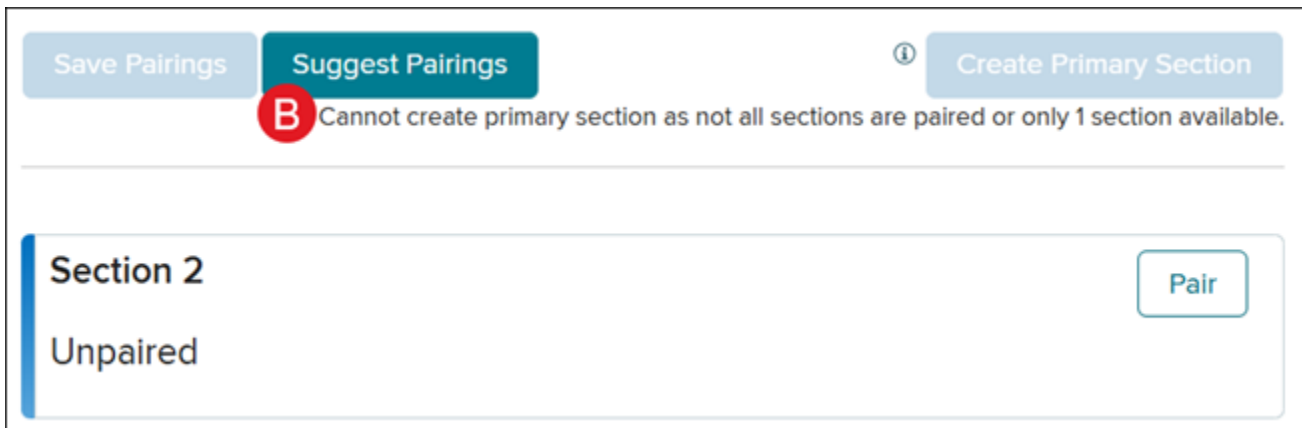 Save Pairings Suggest Pairings ⓘ Create Primary Section
B Cannot create primary section as not all sections are paired or only 1 section available.
Section 2
Pair
Unpaired